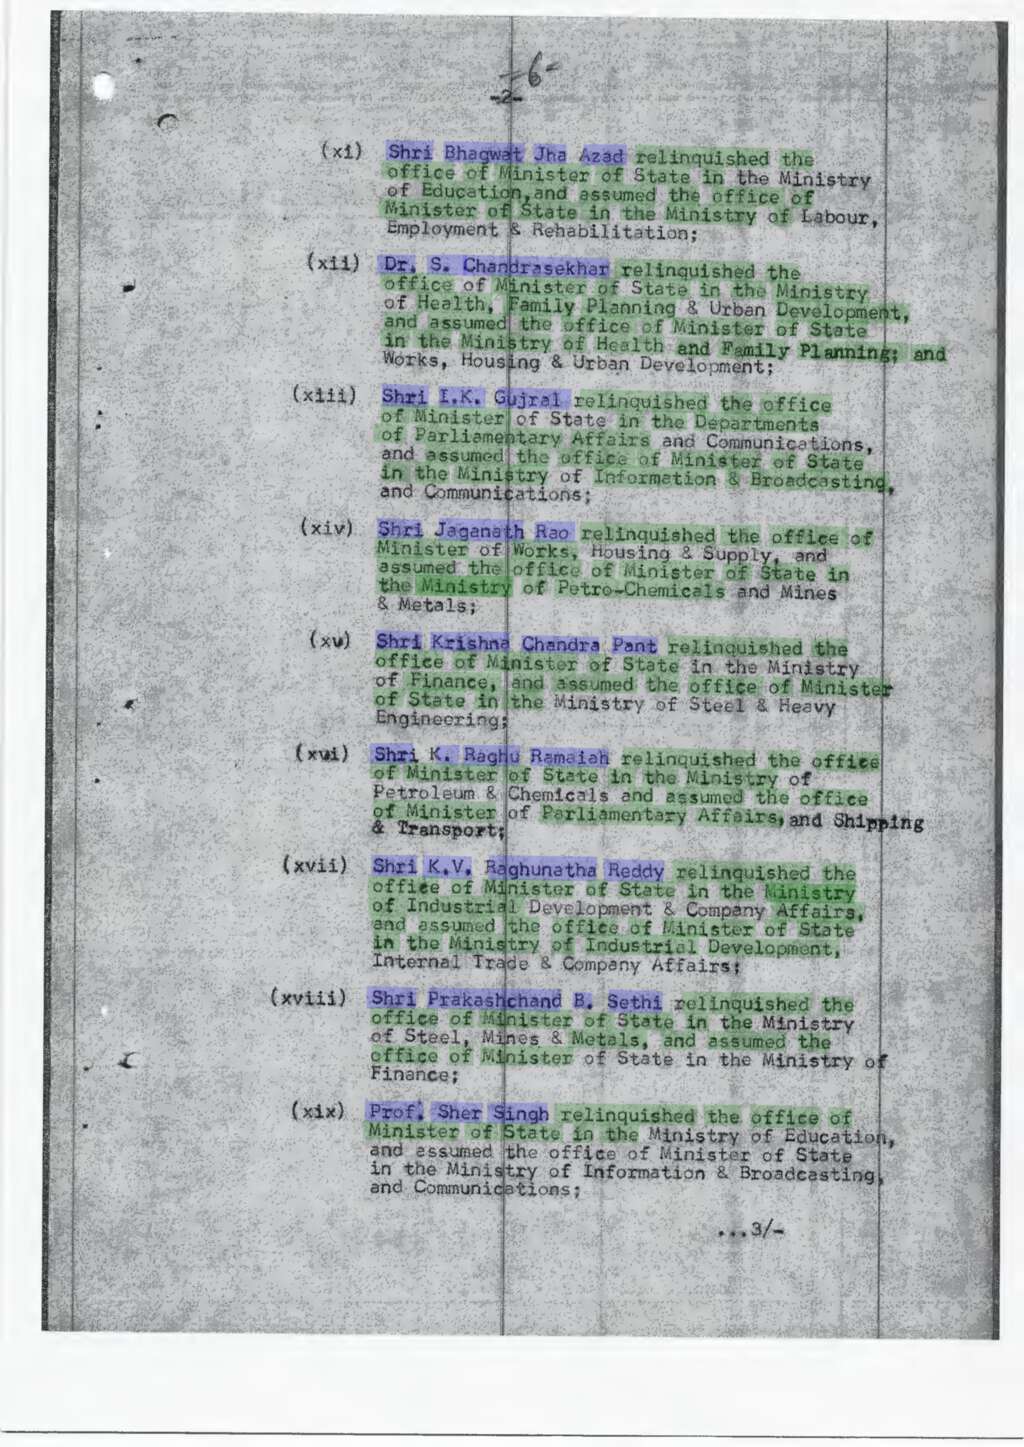 -6-
-2-
(xi) Shri Bhagwat Jha Azad relinquished the
office of Minister of State in the Ministry
of Education, and assumed the office of
Minister of State in the Ministry of Labour,
Employment & Rehabilitation;
(xii) Dr. S. Chandrasekhar relinquished the
office of Minister of State in the Ministry
of Health, Family Planning & Urban Development,
and assumed the office of Minister of State
in the Ministry of Health and Family Planning; and
Works, Housing & Urban Development;
(xiii) Shri I.K. Gujral relinquished the office
of Minister of State in the Departments
of Parliamentary Affairs and Communications,
and assumed the office of Minister of State
in the Ministry of Information & Broadcasting,
and Communications;
(xiv) Shri Jaganath Rao relinquished the office of
Minister of Works, Housing & Supply, and
assumed the office of Minister of State in
the Ministry of Petro-Chemicals and Mines
& Metals;
(xv) Shri Krishna Chandra Pant relinquished the
office of Minister of State in the Ministry
of Finance, and assumed the office of Minister
of State in the Ministry of Steel & Heavy
Engineering;
(xvi) Shri K. Raghu Ramaiah relinquished the office
of Minister of State in the Ministry of
Petroleum & Chemicals and assumed the office
of Minister of Parliamentary Affairs, and Shipping
& Transport;
(xvii) Shri K.V. Raghunatha Reddy relinquished the
office of Minister of State in the Ministry
of Industrial Development & Company Affairs,
and assumed the office of Minister of State
in the Ministry of Industrial Development,
Internal Trade & Company Affairs;
(xviii) Shri Prakashchand B. Sethi relinquished the
office of Minister of State in the Ministry
of Steel, Mines & Metals, and assumed the
office of Minister of State in the Ministry of
Finance;
(xix) Prof. Sher Singh relinquished the office of
Minister of State in the Ministry of Education,
and assumed the office of Minister of State
in the Ministry of Information & Broadcasting,
and Communications;
...3/-